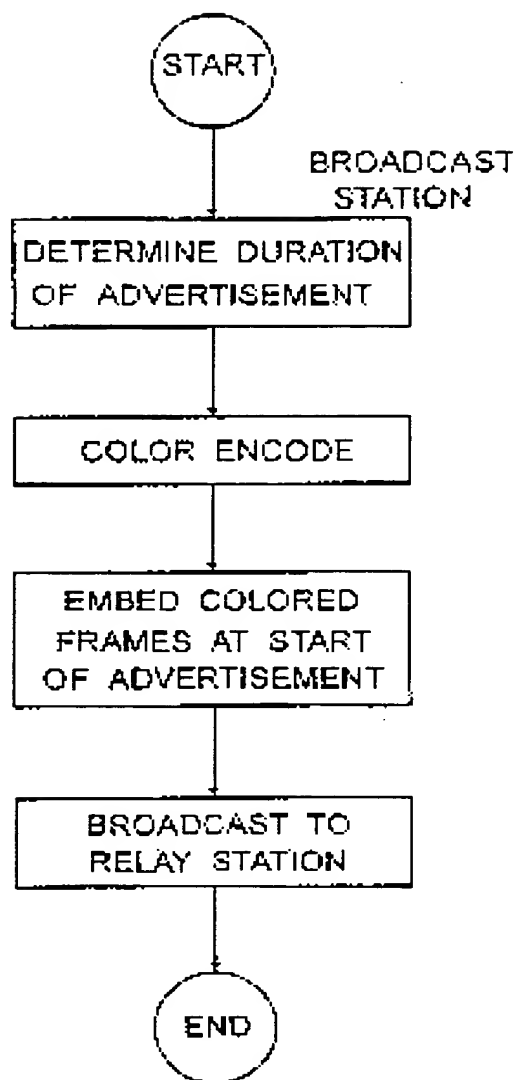 START
BROADCAST
STATION
DETERMINE DURATION
OF ADVERTISEMENT
COLOR ENCODE
EMBED COLORED
FRAMES AT START
OF ADVERTISEMENT
BROADCAST TO
RELAY STATION
END